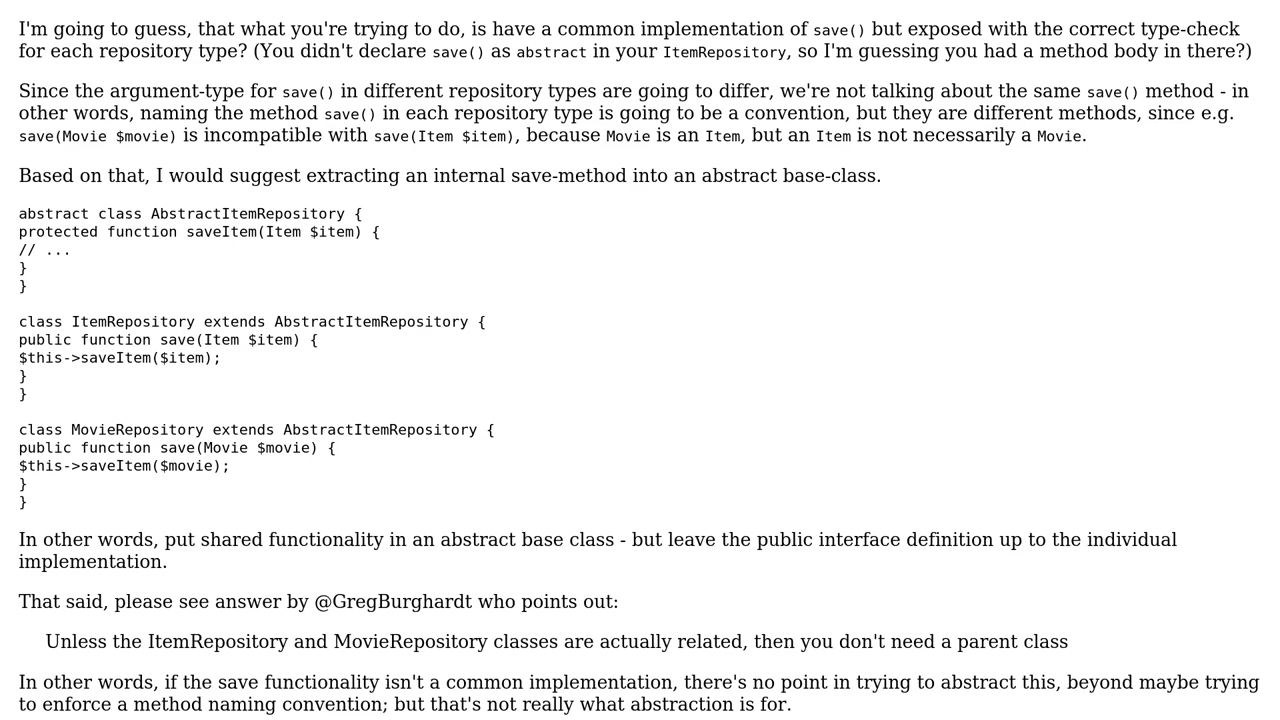 I'm going to guess, that what you're trying to do, is have a common implementation of save() but exposed with the correct type-check
for each repository type? (You didn't declare save() as abstract in your ItemRepository, so I'm guessing you had a method body in there?)
Since the argument-type for save() in different repository types are going to differ, we're not talking about the same save() method - in
other words, naming the method save() in each repository type is going to be a convention, but they are different methods, since e.g.
save(Movie $movie) is incompatible with save(Item $item), because Movie is an Item, but an Item is not necessarily a Movie.
Based on that, I would suggest extracting an internal save-method into an abstract base-class.
abstract class AbstractItemRepository {
protected function saveItem(Item $item) {
// ...
}
}
class ItemRepository extends AbstractItemRepository {
public function save(Item $item) {
$this->saveItem($item);
}
}
class MovieRepository extends AbstractItemRepository {
public function save(Movie $movie) {
$this->saveItem($movie);
}
}
In other words, put shared functionality in an abstract base class - but leave the public interface definition up to the individual
implementation.
That said, please see answer by @GregBurghardt who points out:
Unless the ItemRepository and MovieRepository classes are actually related, then you don't need a parent class
In other words, if the save functionality isn't a common implementation, there's no point in trying to abstract this, beyond maybe trying
to enforce a method naming convention; but that's not really what abstraction is for.